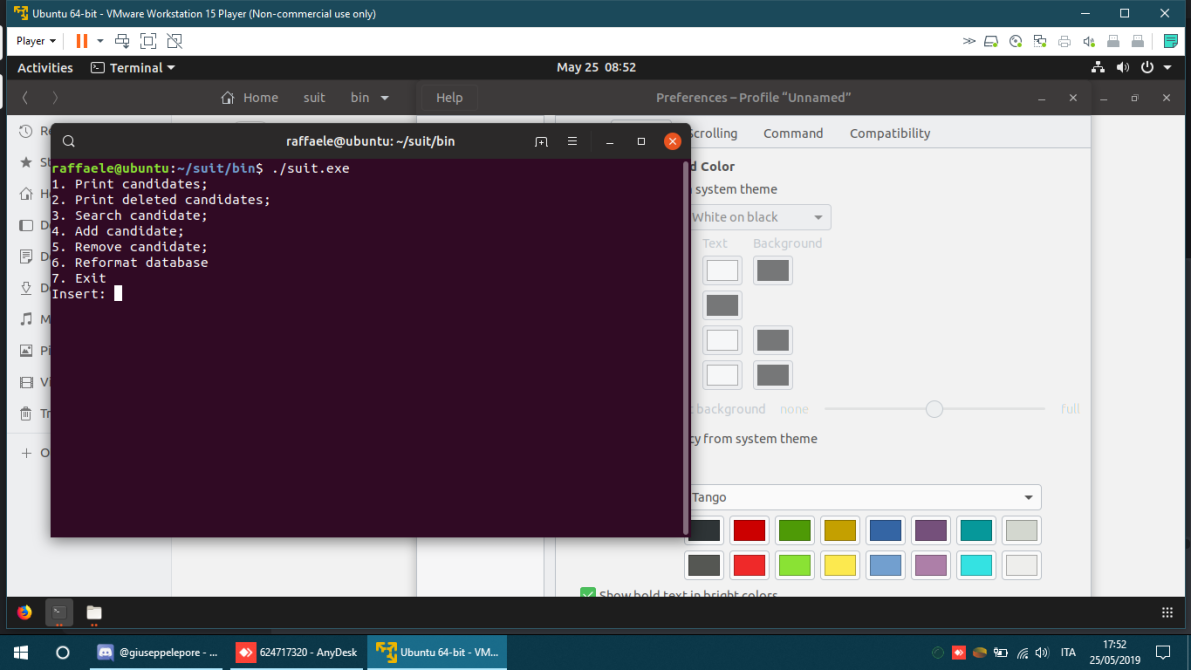 Ubuntu 64-bit - VMware Workstation 15 Player (Non-commercial use only)
Player
Activities
Terminal
May 25 08:52
Home
suit
bin
Help
Preferences – Profile “Unnamed”
raffaele@ubuntu: ~/suit/bin
Scrolling
Command
Compatibility
raffaele@ubuntu:~/suit/bin$ ./suit.exe
1. Print candidates;
2. Print deleted candidates;
3. Search candidate;
4. Add candidate;
5. Remove candidate;
6. Reformat database
7. Exit
Insert:
system theme
White on black
Text
Background
background
none
full
from system theme
Tango
Show bold text in bright colors
@giuseppelepore - ...
624717320 - AnyDesk
Ubuntu 64-bit - VM...
ITA
17:52
25/05/2019